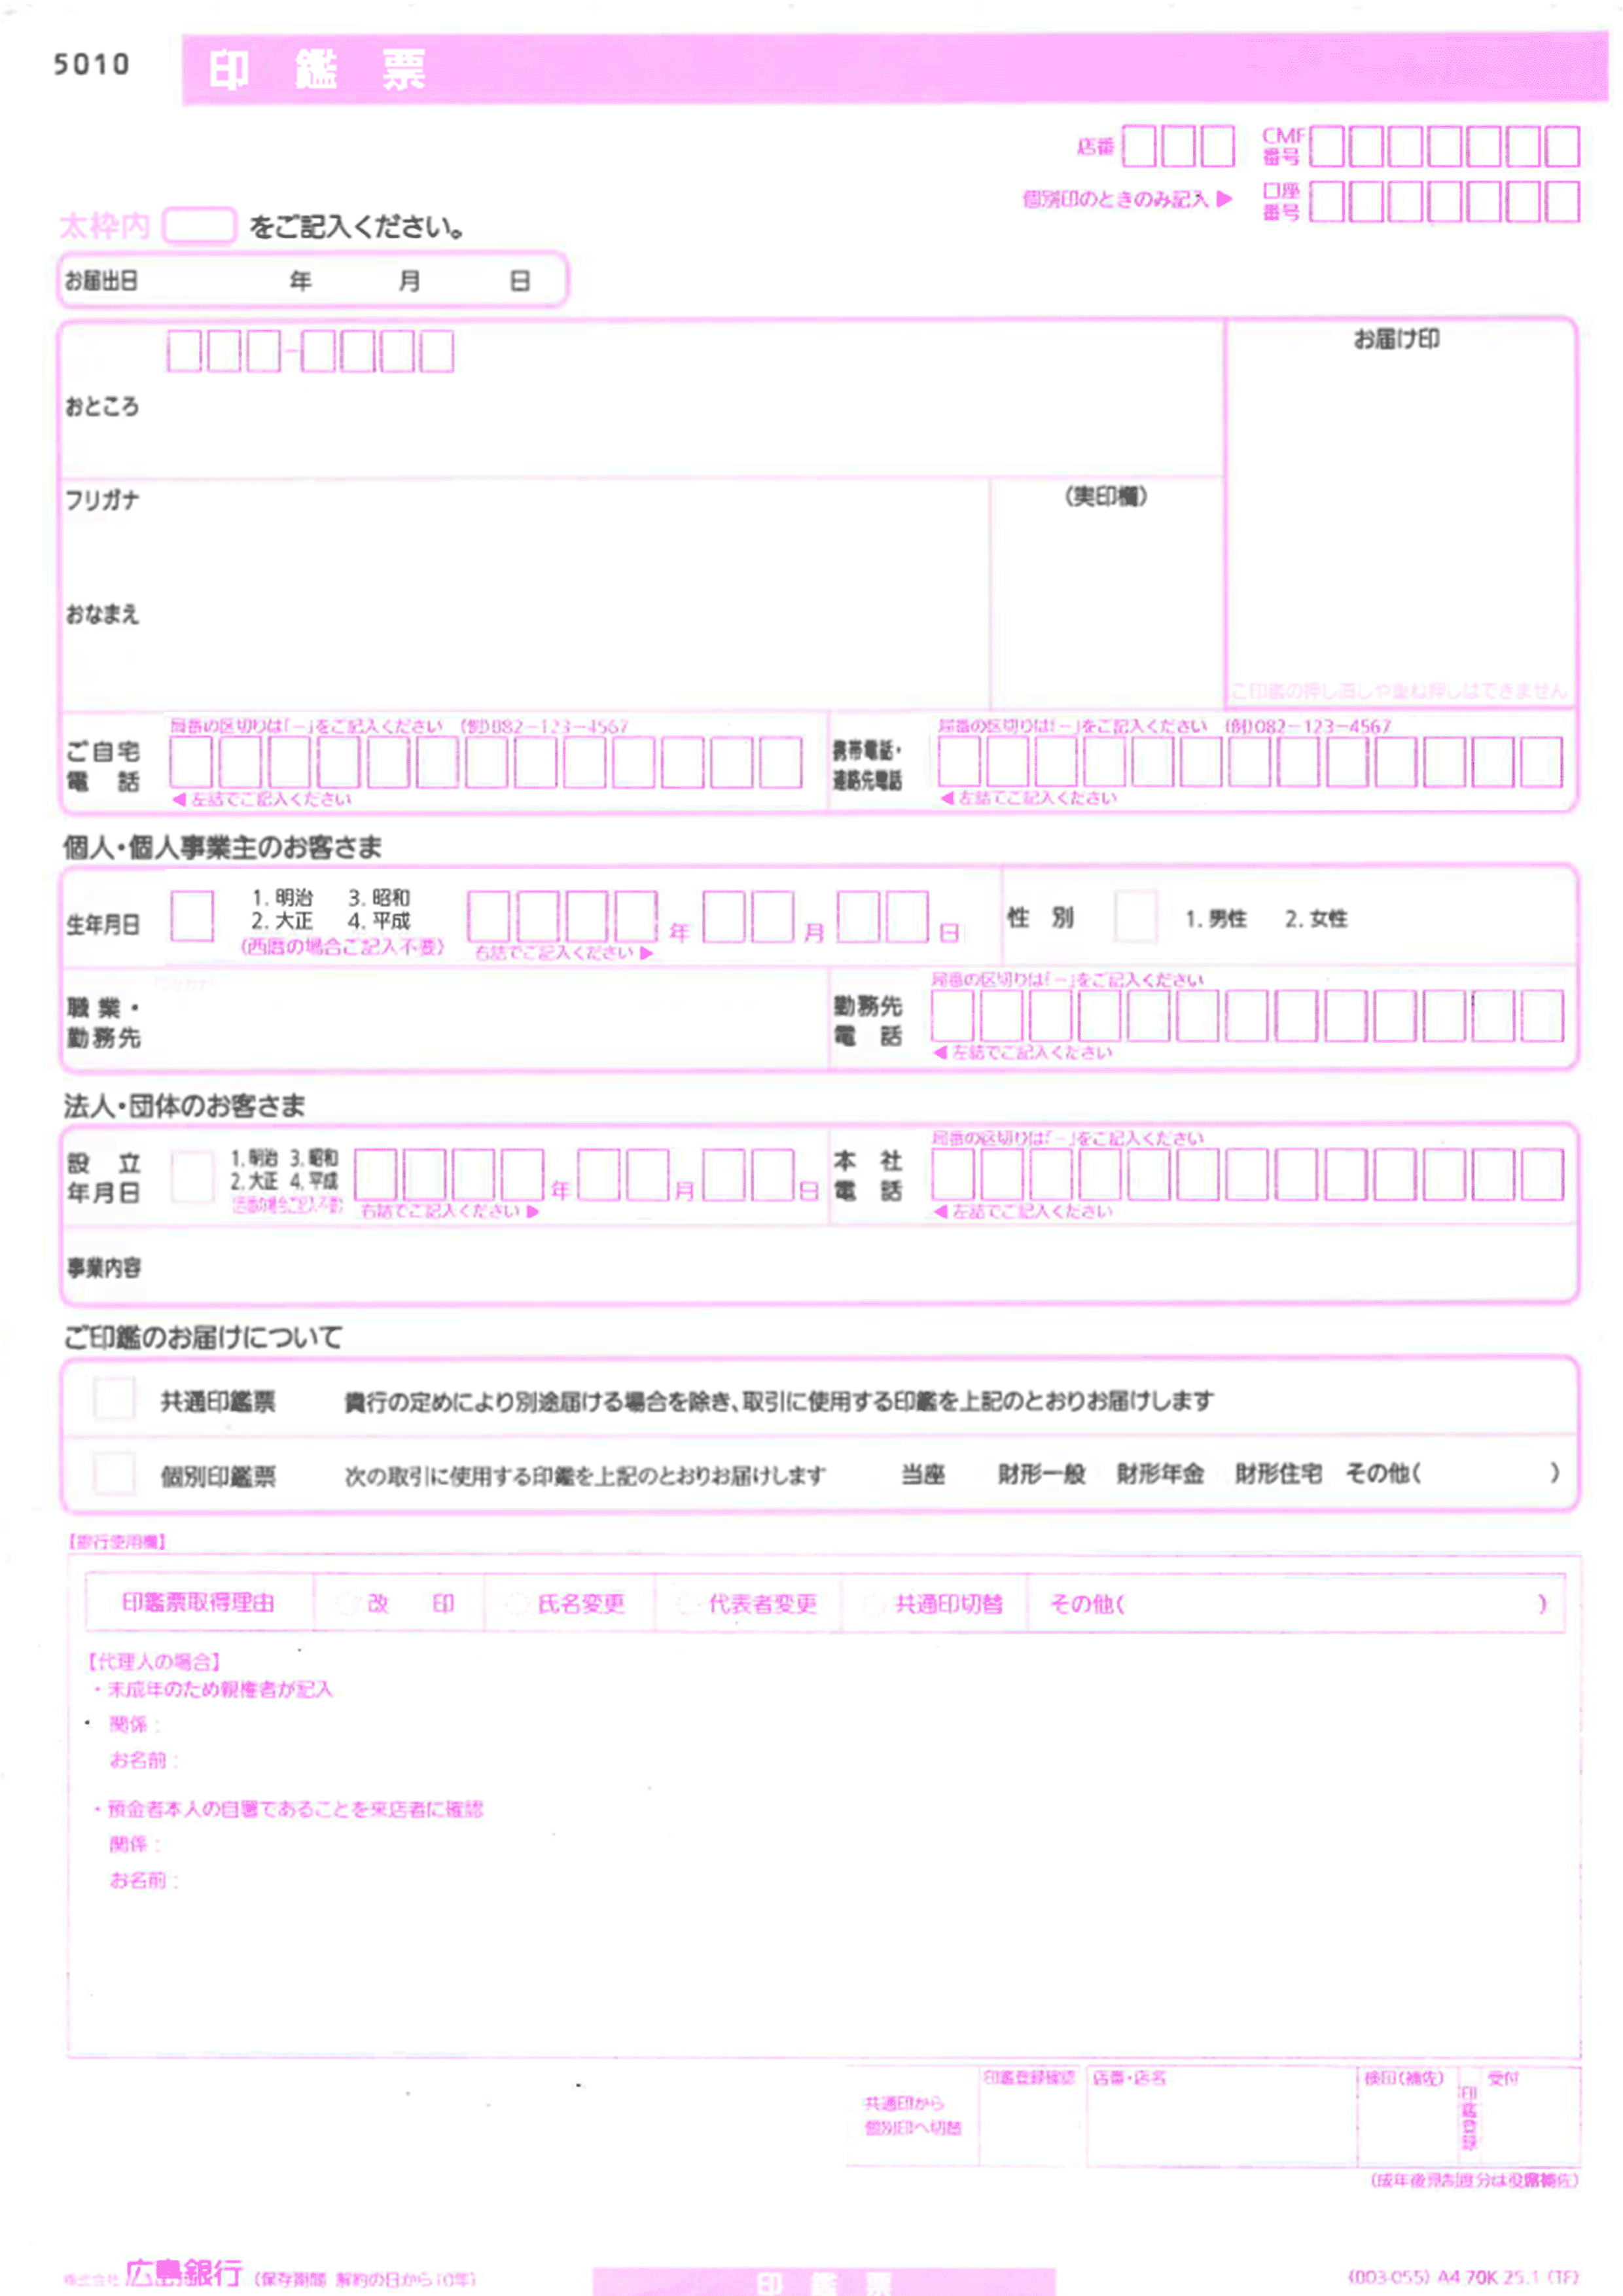 5010
印鑑票
店番
CMF番号
個別印のときのみ記入▶
口座番号
太枠内 をご記入ください。
お届出日 年 月 日
お届け印
おところ
フリガナ
(実印欄)
おなまえ
ご印鑑の押し直しや重ね押しはできません
局番の区切りは「-」をご記入ください (例)082-123-4567
ご自宅電話
◀左詰でご記入ください
局番の区切りは「-」をご記入ください (例)082-123-4567
携帯電話・連絡先電話
◀左詰でご記入ください
個人・個人事業主のお客さま
生年月日
1. 明治 3. 昭和
2. 大正 4. 平成
(西暦の場合ご記入不要)
年 月 日
右詰でご記入ください▶
性別 1. 男性 2. 女性
(フリガナ)
職業・勤務先
局番の区切りは「-」をご記入ください
勤務先電話
◀左詰でご記入ください
法人・団体のお客さま
設立年月日
1. 明治 3. 昭和
2. 大正 4. 平成
(西暦の場合ご記入不要)
年 月 日
右詰でご記入ください▶
局番の区切りは「-」をご記入ください
本社電話
◀左詰でご記入ください
事業内容
ご印鑑のお届けについて
共通印鑑票 貴行の定めにより別途届ける場合を除き、取引に使用する印鑑を上記のとおりお届けします
個別印鑑票 次の取引に使用する印鑑を上記のとおりお届けします 当座 財形一般 財形年金 財形住宅 その他( )
【銀行使用欄】
印鑑票取得理由 改印 氏名変更 代表者変更 共通印切替 その他( )
【代理人の場合】
・未成年のため親権者が記入
関係:
お名前:
・預金者本人の自署であることを来店者に確認
関係:
お名前:
共通印から個別印へ切替
印鑑登録確認
店番・店名
検印(補佐)
印鑑登録
受付
(成年後見制度分は役席補佐)
株式会社 広島銀行 (保存期間 解約の日から10年)
印鑑票
(003-055) A4 70K 25.1 (TF)